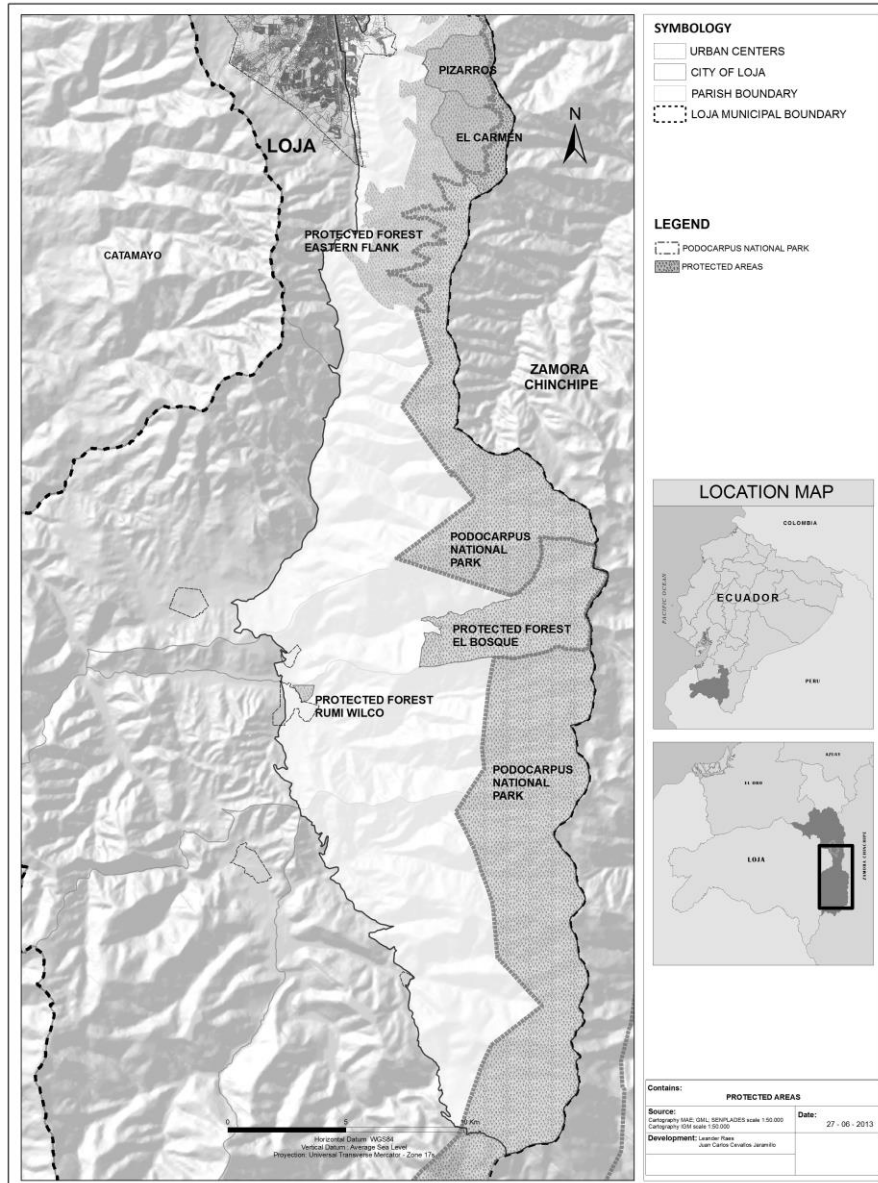 PIZARROS
EL CARMEN
N
LOJA
PROTECTED FOREST
EASTERN FLANK
CATAMAYO
ZAMORA
CHINCHIPE
PODOCARPUS
NATIONAL
PARK
PROTECTED FOREST
EL BOSQUE
PROTECTED FOREST
RUMI WILCO
PODOCARPUS
NATIONAL
PARK
0 5 10 Km
Horizontal Datum: WGS84
Vertical Datum: Average Sea Level
Proyection: Universal Transverse Mercator - Zone 17s
SYMBOLOGY
URBAN CENTERS
CITY OF LOJA
PARISH BOUNDARY
LOJA MUNICIPAL BOUNDARY
LEGEND
PODOCARPUS NATIONAL PARK
PROTECTED AREAS
LOCATION MAP
COLOMBIA
PACIFIC OCEAN
ECUADOR
PERU
AZUAY
EL ORO
LOJA
ZAMORA CHINCHIPE
Contains:
PROTECTED AREAS
Source:
Cartography MAE; GML; SENPLADES scale 1:50.000
Cartography IGM scale 1:50.000
Date:
27 - 06 - 2013
Development: Leander Raes
Juan Carlos Cevallos Jaramillo